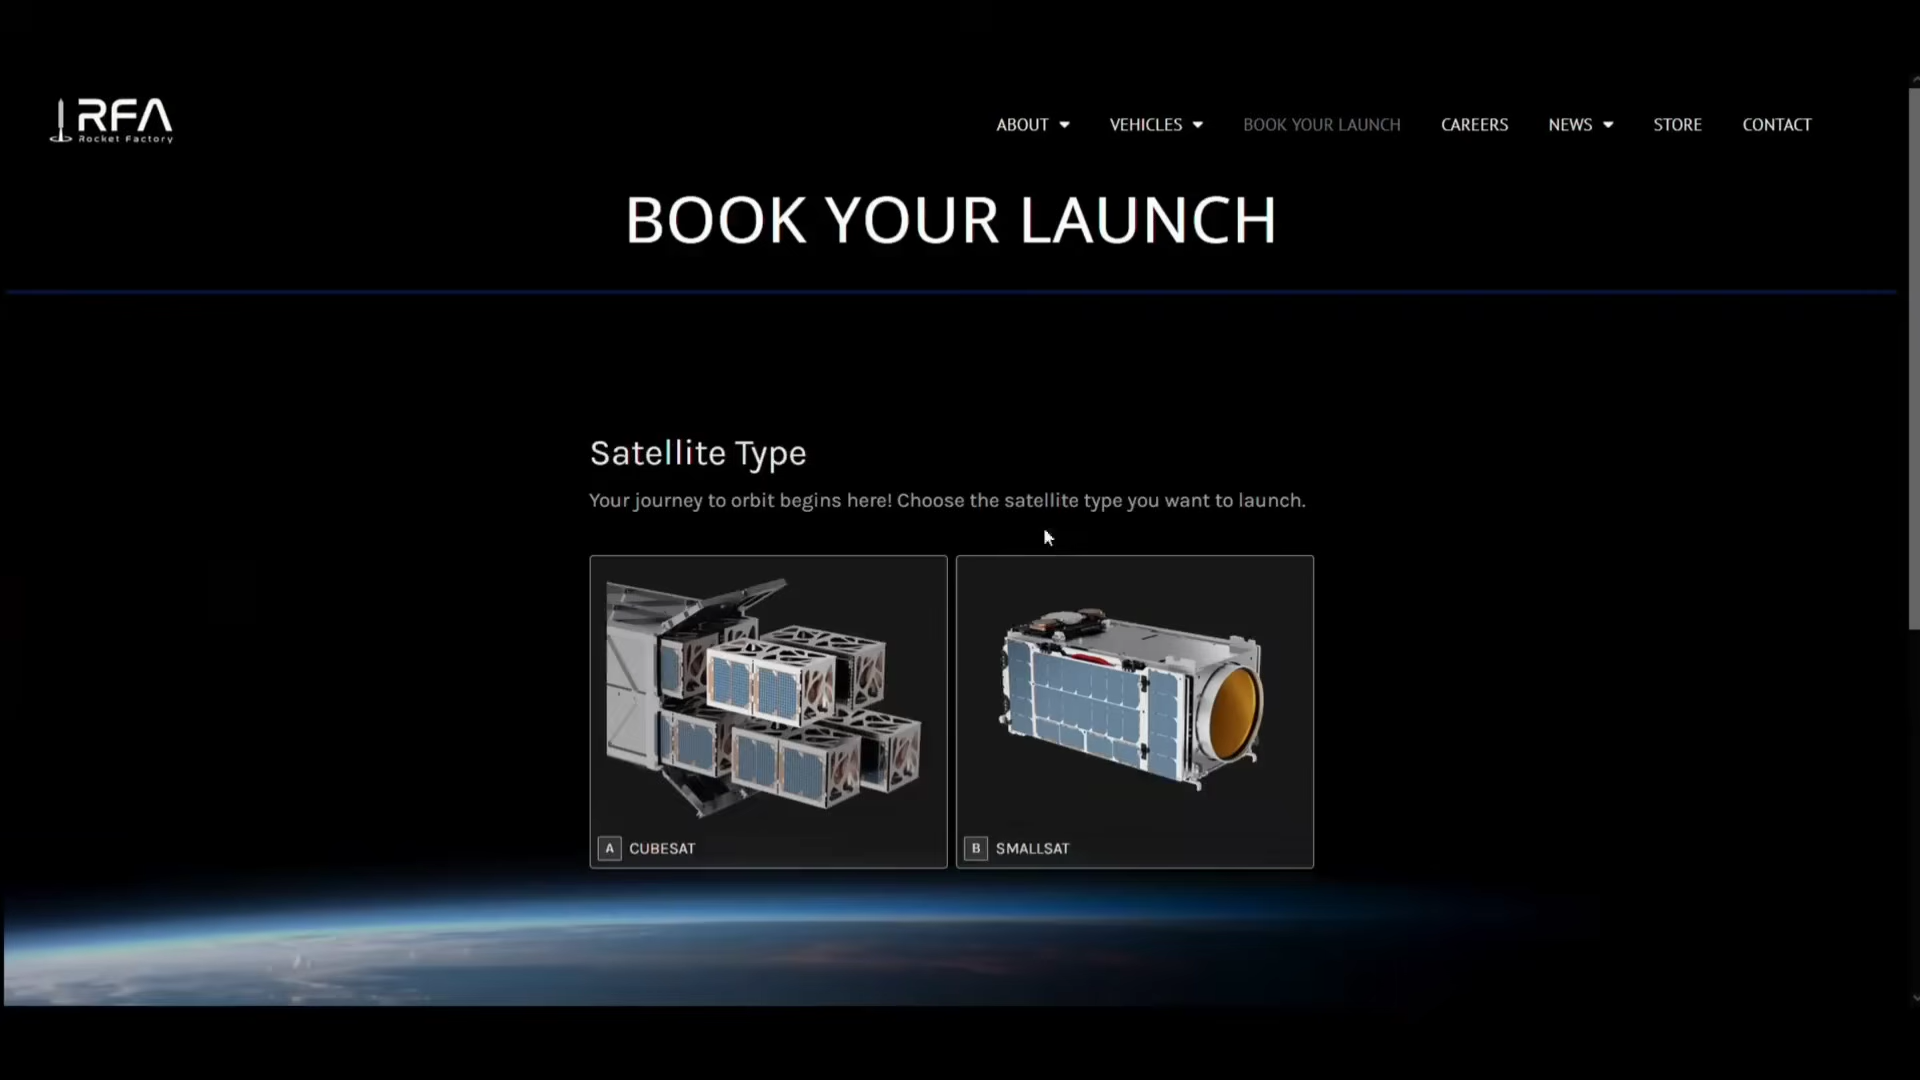 RFA
Rocket Factory
ABOUT VEHICLES BOOK YOUR LAUNCH CAREERS NEWS STORE CONTACT
BOOK YOUR LAUNCH
Satellite Type
Your journey to orbit begins here! Choose the satellite type you want to launch.
A CUBESAT
B SMALLSAT